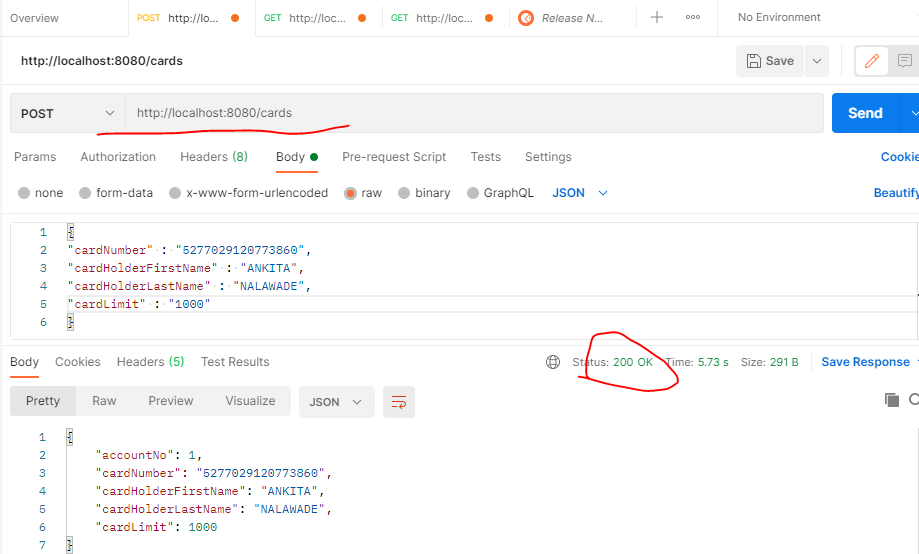 Overview POST http://lo... GET http://loc... GET http://loc... Release N... No Environment
http://localhost:8080/cards Save
POST http://localhost:8080/cards Send
Params Authorization Headers (8) Body Pre-request Script Tests Settings Cookie
none form-data x-www-form-urlencoded raw binary GraphQL JSON Beautify
1 {
2 "cardNumber" : "5277029120773860",
3 "cardHolderFirstName" : "ANKITA",
4 "cardHolderLastName" : "NALAWADE",
5 "cardLimit" : "1000"
6 }
Body Cookies Headers (5) Test Results Status: 200 OK Time: 5.73 s Size: 291 B Save Response
Pretty Raw Preview Visualize JSON
1 {
2 "accountNo": 1,
3 "cardNumber": "5277029120773860",
4 "cardHolderFirstName": "ANKITA",
5 "cardHolderLastName": "NALAWADE",
6 "cardLimit": 1000
7 }